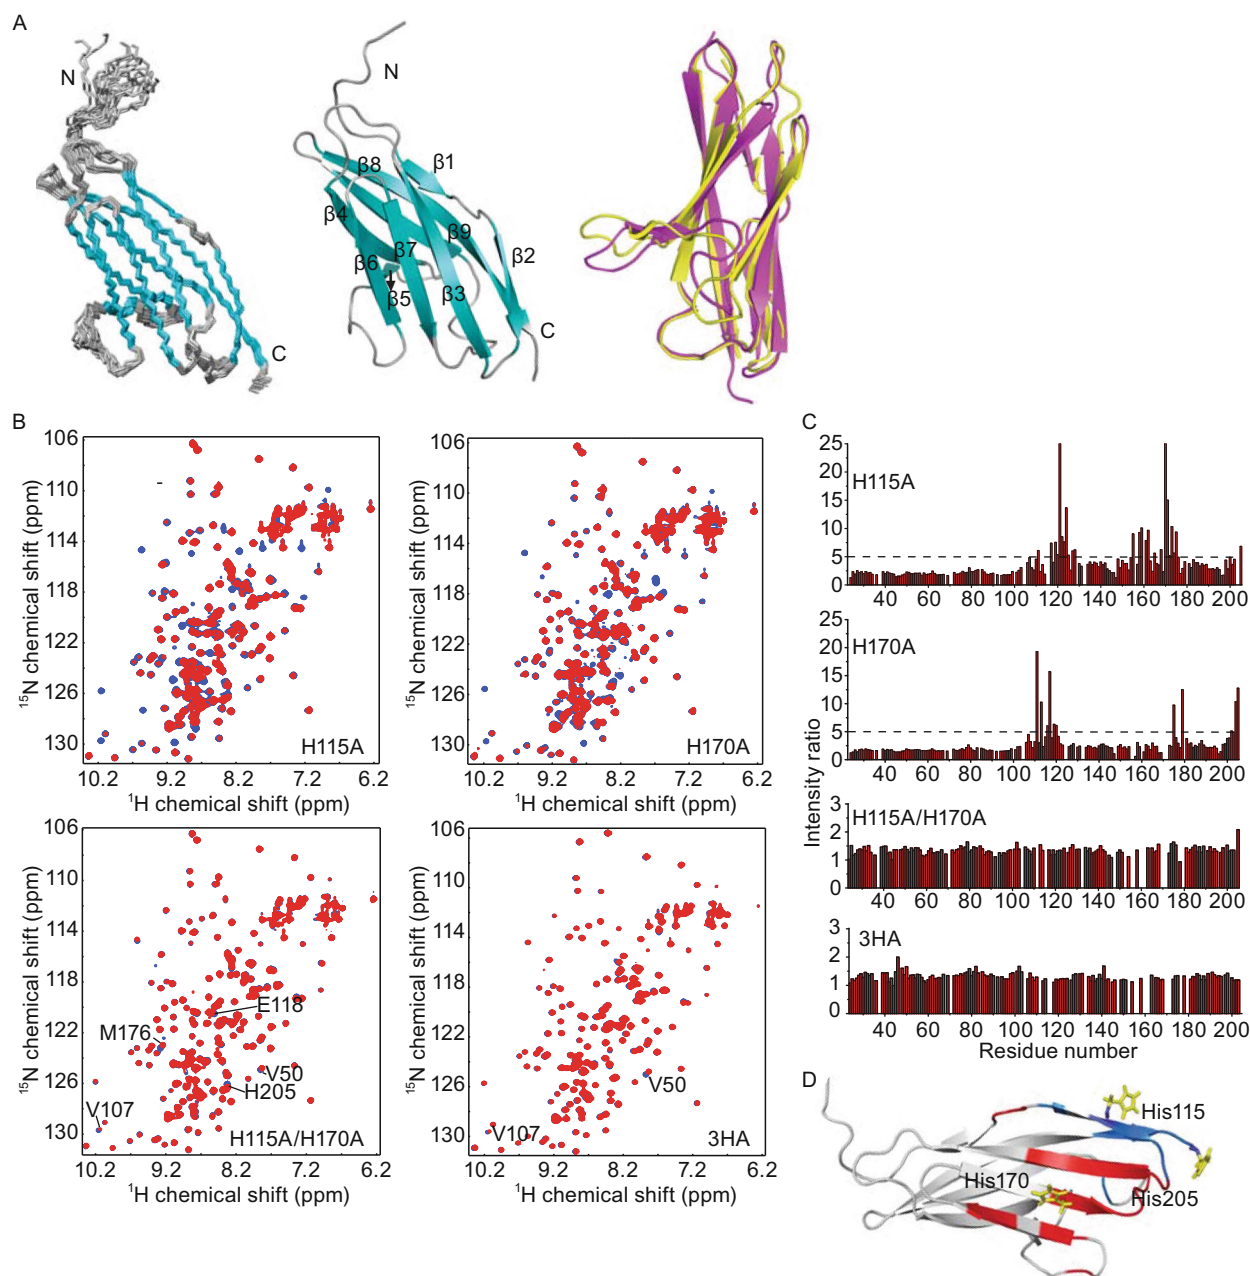 A
N
C
N
β8
β1
β4
β9
β7
β2
β6
β5
β3
C
B
106
110
114
118
122
126
130
15N chemical shift (ppm)
H115A
10.2 9.2 8.2 7.2 6.2
1H chemical shift (ppm)
106
110
114
118
122
126
130
15N chemical shift (ppm)
H170A
10.2 9.2 8.2 7.2 6.2
1H chemical shift (ppm)
106
110
114
118
122
126
130
15N chemical shift (ppm)
E118
M176
V50
H205
V107
H115A/H170A
10.2 9.2 8.2 7.2 6.2
1H chemical shift (ppm)
106
110
114
118
122
126
130
15N chemical shift (ppm)
V50
V107
3HA
10.2 9.2 8.2 7.2 6.2
1H chemical shift (ppm)
C
25
20
15
10
5
0
H115A
40 60 80 100 120 140 160 180 200
25
20
15
10
5
0
H170A
40 60 80 100 120 140 160 180 200
Intensity ratio
3
2
1
0
H115A/H170A
40 60 80 100 120 140 160 180 200
3
2
1
0
3HA
40 60 80 100 120 140 160 180 200
Residue number
D
His115
His170
His205